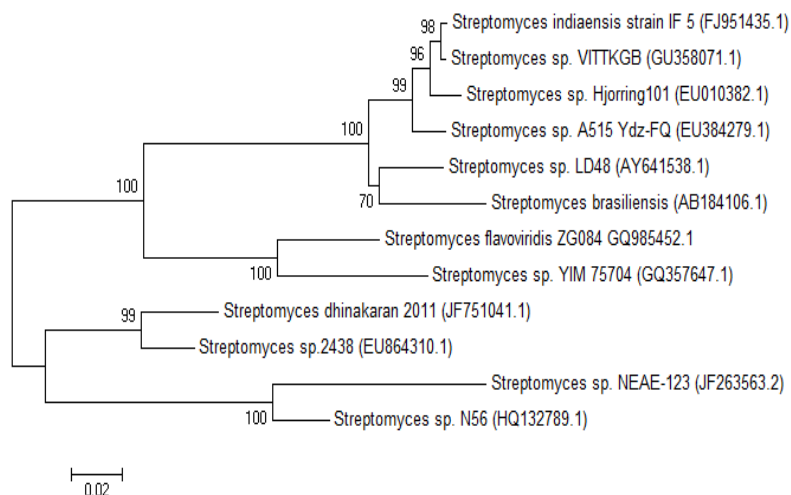 98
Streptomyces indiaensis strain IF 5 (FJ951435.1)
96
Streptomyces sp. VITTKGB (GU358071.1)
99
Streptomyces sp. Hjorring101 (EU010382.1)
100
Streptomyces sp. A515 Ydz-FQ (EU384279.1)
Streptomyces sp. LD48 (AY641538.1)
100
70
Streptomyces brasiliensis (AB184106.1)
Streptomyces flavoviridis ZG084 GQ985452.1
100
Streptomyces sp. YIM 75704 (GQ357647.1)
99
Streptomyces dhinakaran 2011 (JF751041.1)
Streptomyces sp.2438 (EU864310.1)
Streptomyces sp. NEAE-123 (JF263563.2)
100
Streptomyces sp. N56 (HQ132789.1)
0.02